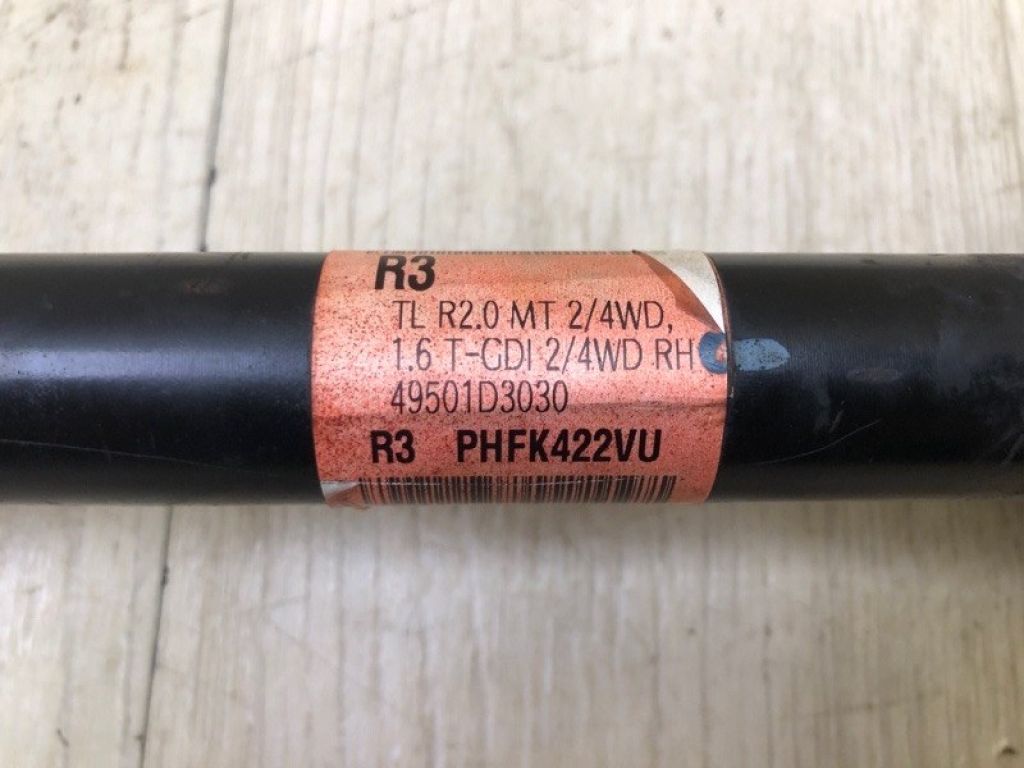 R3
TL R2.0 MT 2/4WD,
1.6 T-GDI 2/4WD RH
49501D3030
R3 PHFK422VU